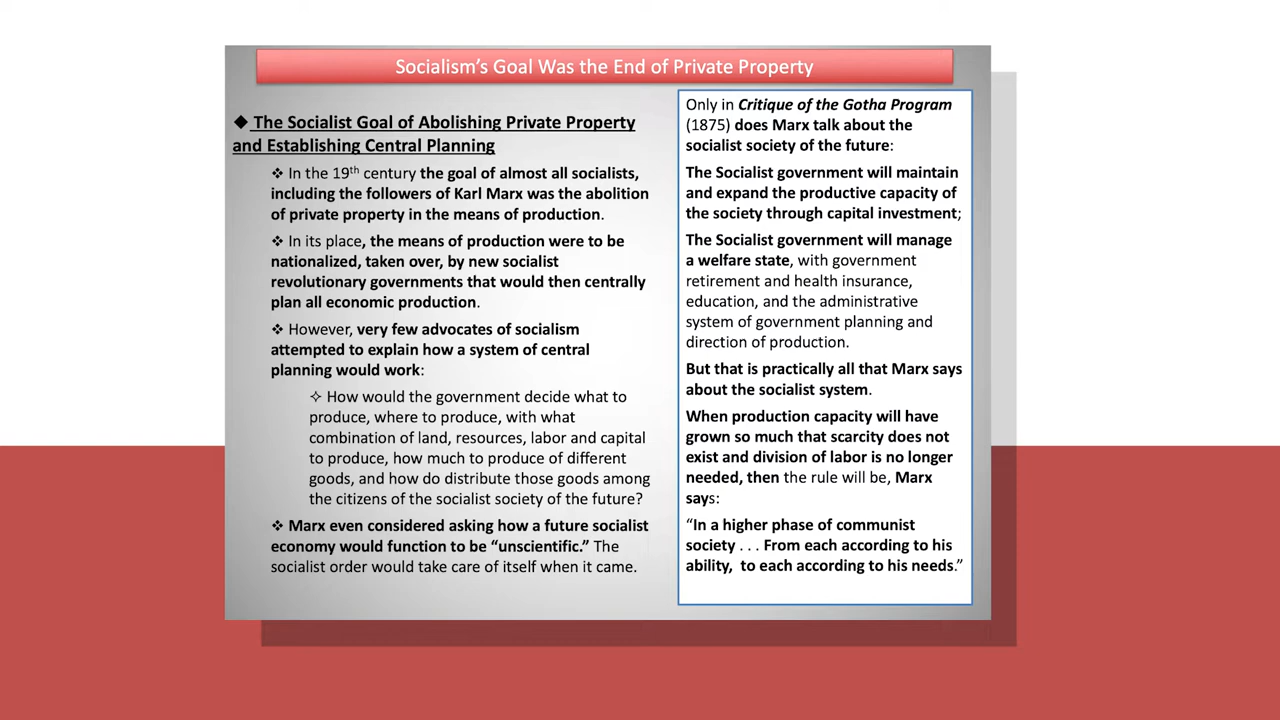 Socialism's Goal Was the End of Private Property
◆ The Socialist Goal of Abolishing Private Property
and Establishing Central Planning
❖ In the 19th century the goal of almost all socialists,
including the followers of Karl Marx was the abolition
of private property in the means of production.
❖ In its place, the means of production were to be
nationalized, taken over, by new socialist
revolutionary governments that would then centrally
plan all economic production.
❖ However, very few advocates of socialism
attempted to explain how a system of central
planning would work:
✧ How would the government decide what to
produce, where to produce, with what
combination of land, resources, labor and capital
to produce, how much to produce of different
goods, and how do distribute those goods among
the citizens of the socialist society of the future?
❖ Marx even considered asking how a future socialist
economy would function to be “unscientific.” The
socialist order would take care of itself when it came.
Only in Critique of the Gotha Program
(1875) does Marx talk about the
socialist society of the future:
The Socialist government will maintain
and expand the productive capacity of
the society through capital investment;
The Socialist government will manage
a welfare state, with government
retirement and health insurance,
education, and the administrative
system of government planning and
direction of production.
But that is practically all that Marx says
about the socialist system.
When production capacity will have
grown so much that scarcity does not
exist and division of labor is no longer
needed, then the rule will be, Marx
says:
“In a higher phase of communist
society . . . From each according to his
ability, to each according to his needs.”